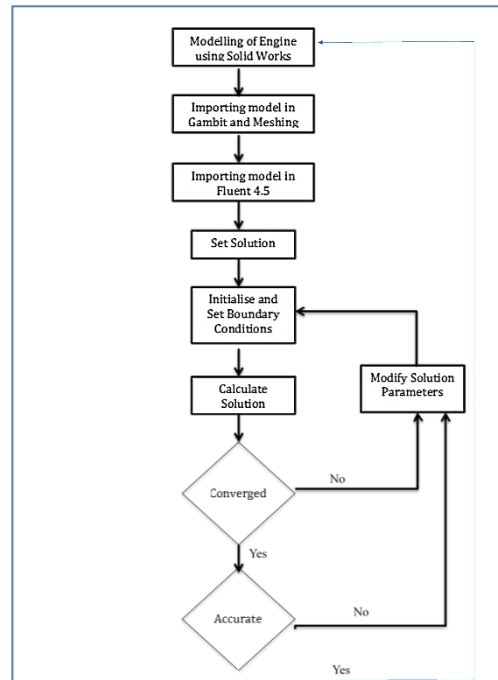 Modelling of Engine
using Solid Works
Importing model in
Gambit and Meshing
Importing model in
Fluent 4.5
Set Solution
Initialise and
Set Boundary
Conditions
Calculate
Solution
Modify Solution
Parameters
Converged
No
Yes
Accurate
No
Yes